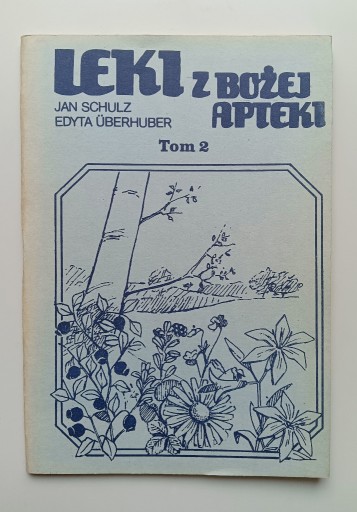 LEKI Z BOŻEJ
APTEKI
JAN SCHULZ
EDYTA ÜBERHUBER
Tom 2